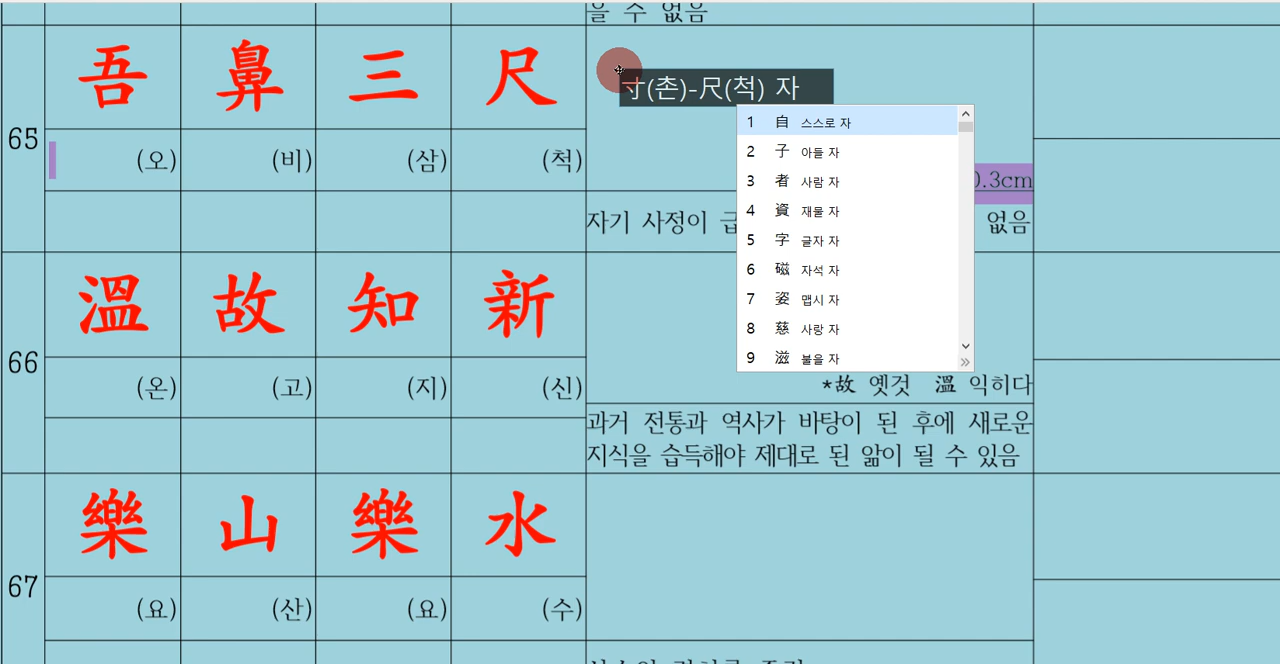 을 수 없음
65
吾 鼻 三 尺
(오) (비) (삼) (척)
寸(촌)-尺(척) 자
1 自 스스로 자
2 子 아들 자
3 者 사람 자
4 資 재물 자
5 字 글자 자
6 磁 자석 자
7 姿 맵시 자
8 慈 사랑 자
9 滋 불을 자
0.3cm
자기 사정이 급 없음
66
溫 故 知 新
(온) (고) (지) (신)
*故 옛것 溫 익히다
과거 전통과 역사가 바탕이 된 후에 새로운
지식을 습득해야 제대로 된 앎이 될 수 있음
67
樂 山 樂 水
(요) (산) (요) (수)